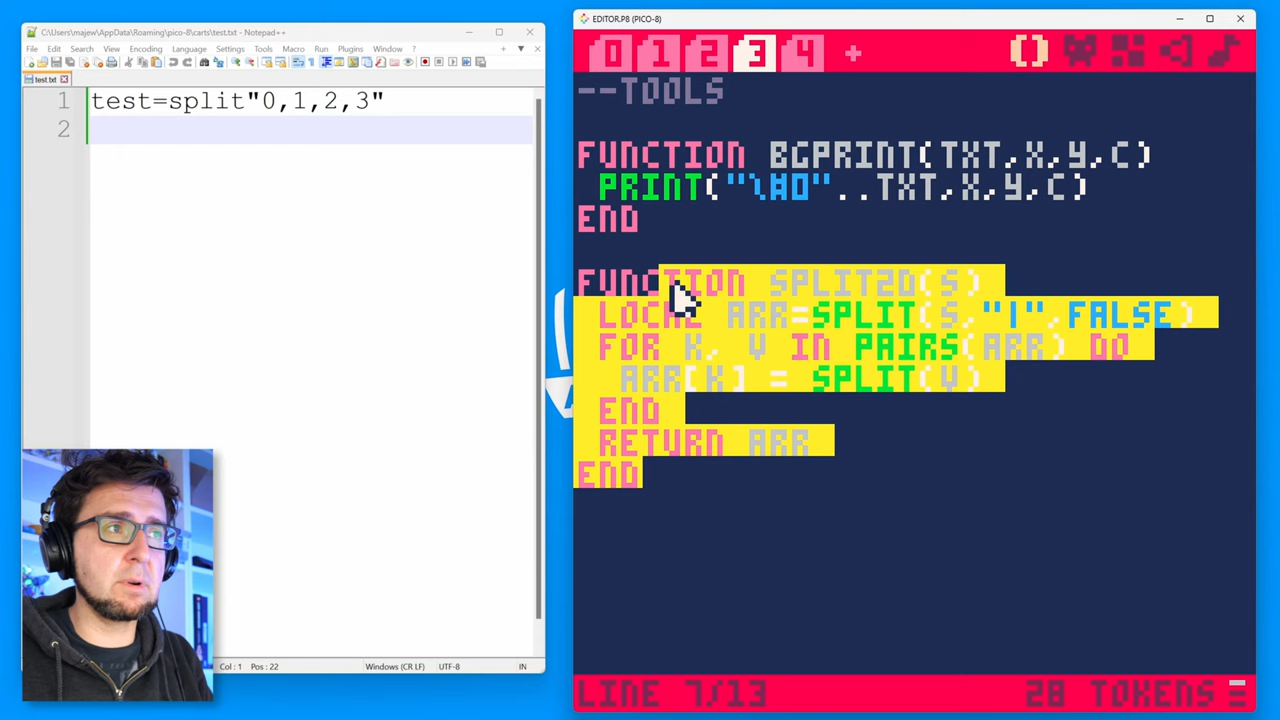 C:\Users\majew\AppData\Roaming\pico-8\carts\test.txt - Notepad++
File Edit Search View Encoding Language Settings Tools Macro Run Plugins Window ?
test.txt
1 test=split"0,1,2,3"
2
Col : 1 Pos : 22 Windows (CR LF) UTF-8 IN
EDITOR.P8 (PICO-8)
0 1 2 3 4 +
--TOOLS
FUNCTION BGPRINT(TXT,X,Y,C)
PRINT("\#0"..TXT,X,Y,C)
END
FUNCTION SPLIT2D(S)
LOCAL ARR=SPLIT(S,"|",FALSE)
FOR K, V IN PAIRS(ARR) DO
ARR[K] = SPLIT(V)
END
RETURN ARR
END
LINE 7/13 28 TOKENS